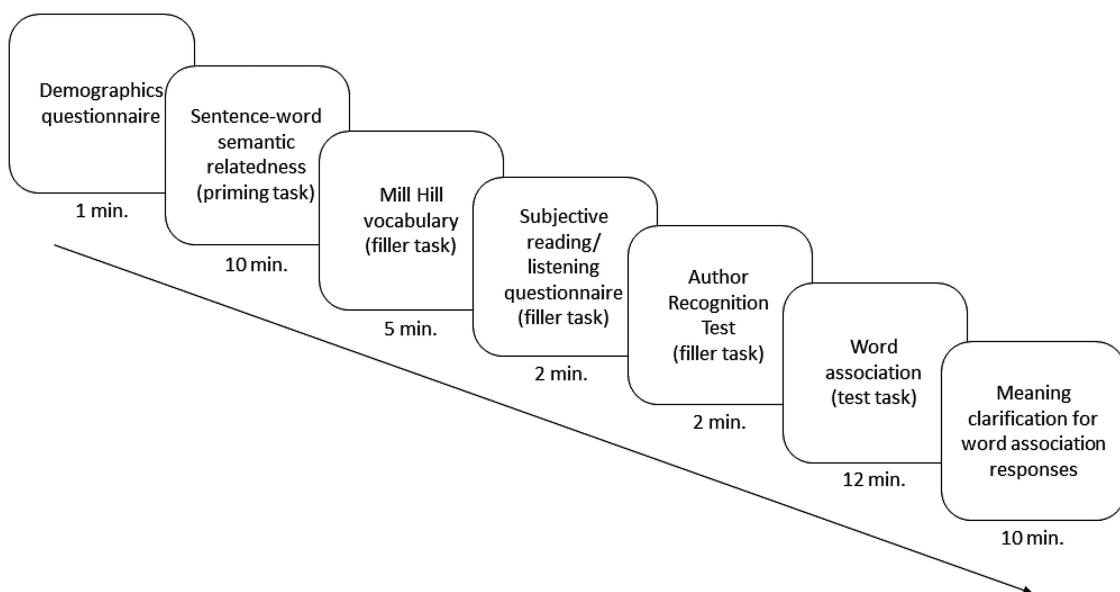 Demographics
questionnaire
1 min.
Sentence-word
semantic
relatedness
(priming task)
10 min.
Mill Hill
vocabulary
(filler task)
5 min.
Subjective
reading/
listening
questionnaire
(filler task)
2 min.
Author
Recognition
Test
(filler task)
2 min.
Word
association
(test task)
12 min.
Meaning
clarification for
word association
responses
10 min.